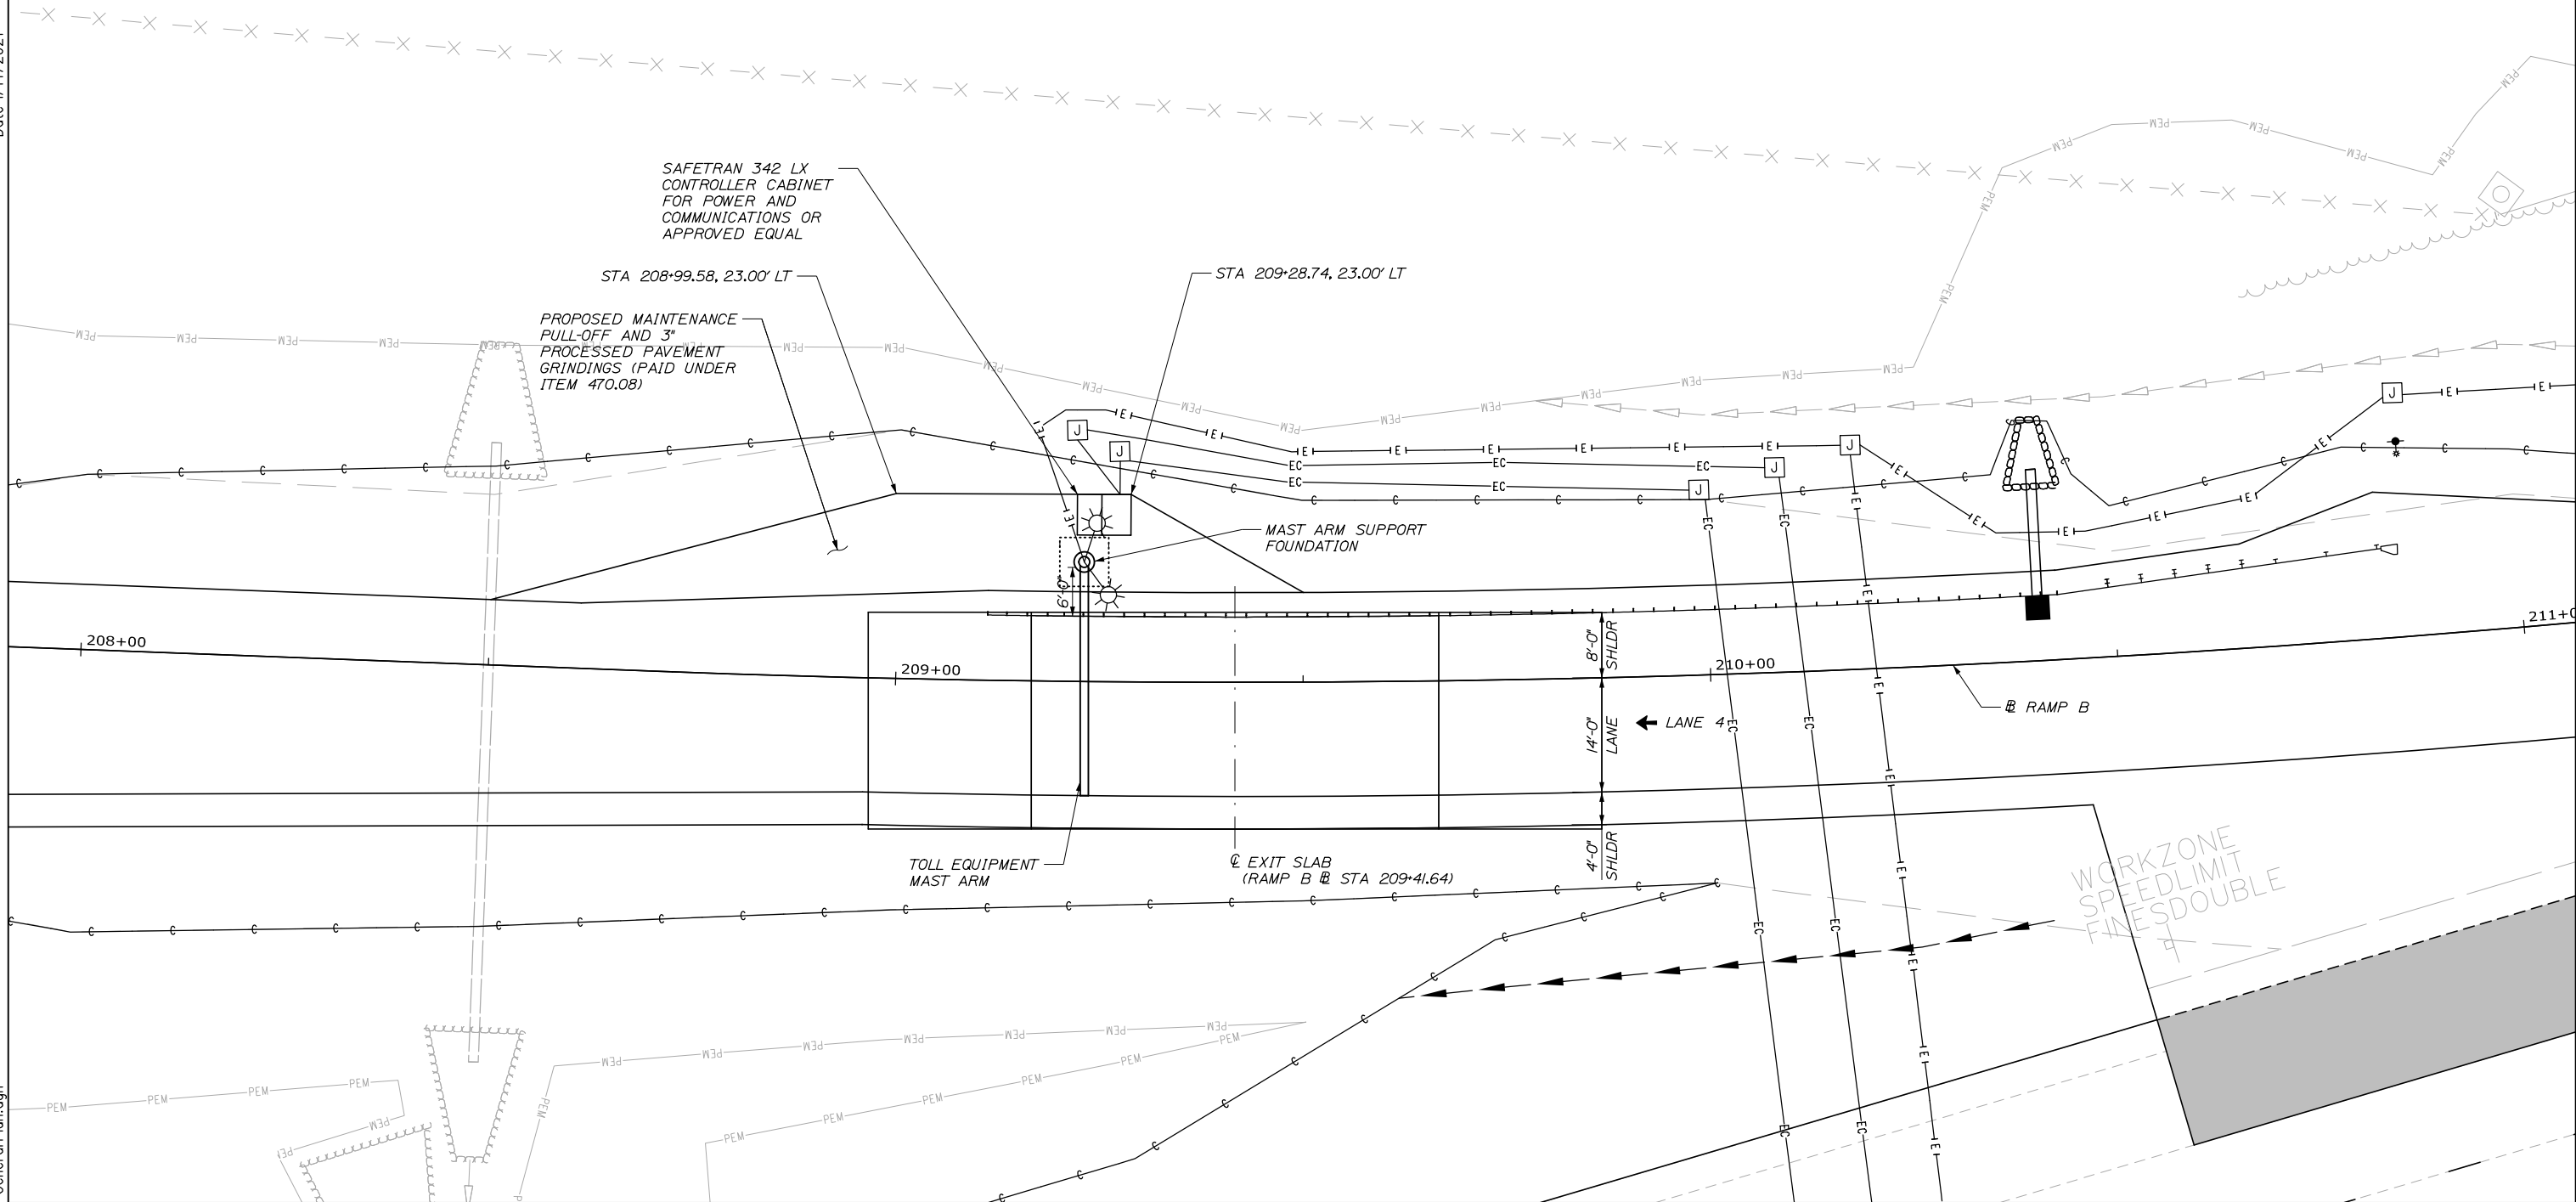 SAFETRAN 342 LX
CONTROLLER CABINET
FOR POWER AND
COMMUNICATIONS OR
APPROVED EQUAL
STA 208+99.58, 23.00' LT
STA 209+28.74, 23.00' LT
PROPOSED MAINTENANCE
PULL-OFF AND 3"
PROCESSED PAVEMENT
GRINDINGS (PAID UNDER
ITEM 470.08)
MAST ARM SUPPORT
FOUNDATION
6'-0"
208+00
209+00
210+00
8'-0"
SHLDR
14'-0"
LANE
4'-0"
SHLDR
LANE 4
℄ RAMP B
TOLL EQUIPMENT
MAST ARM
℄ EXIT SLAB
(RAMP B ℄ STA 209+41.64)
WORKZONE
SPEEDLIMIT
FINESDOUBLE
J
J
J
J
J
J
PEM
E
EC
C